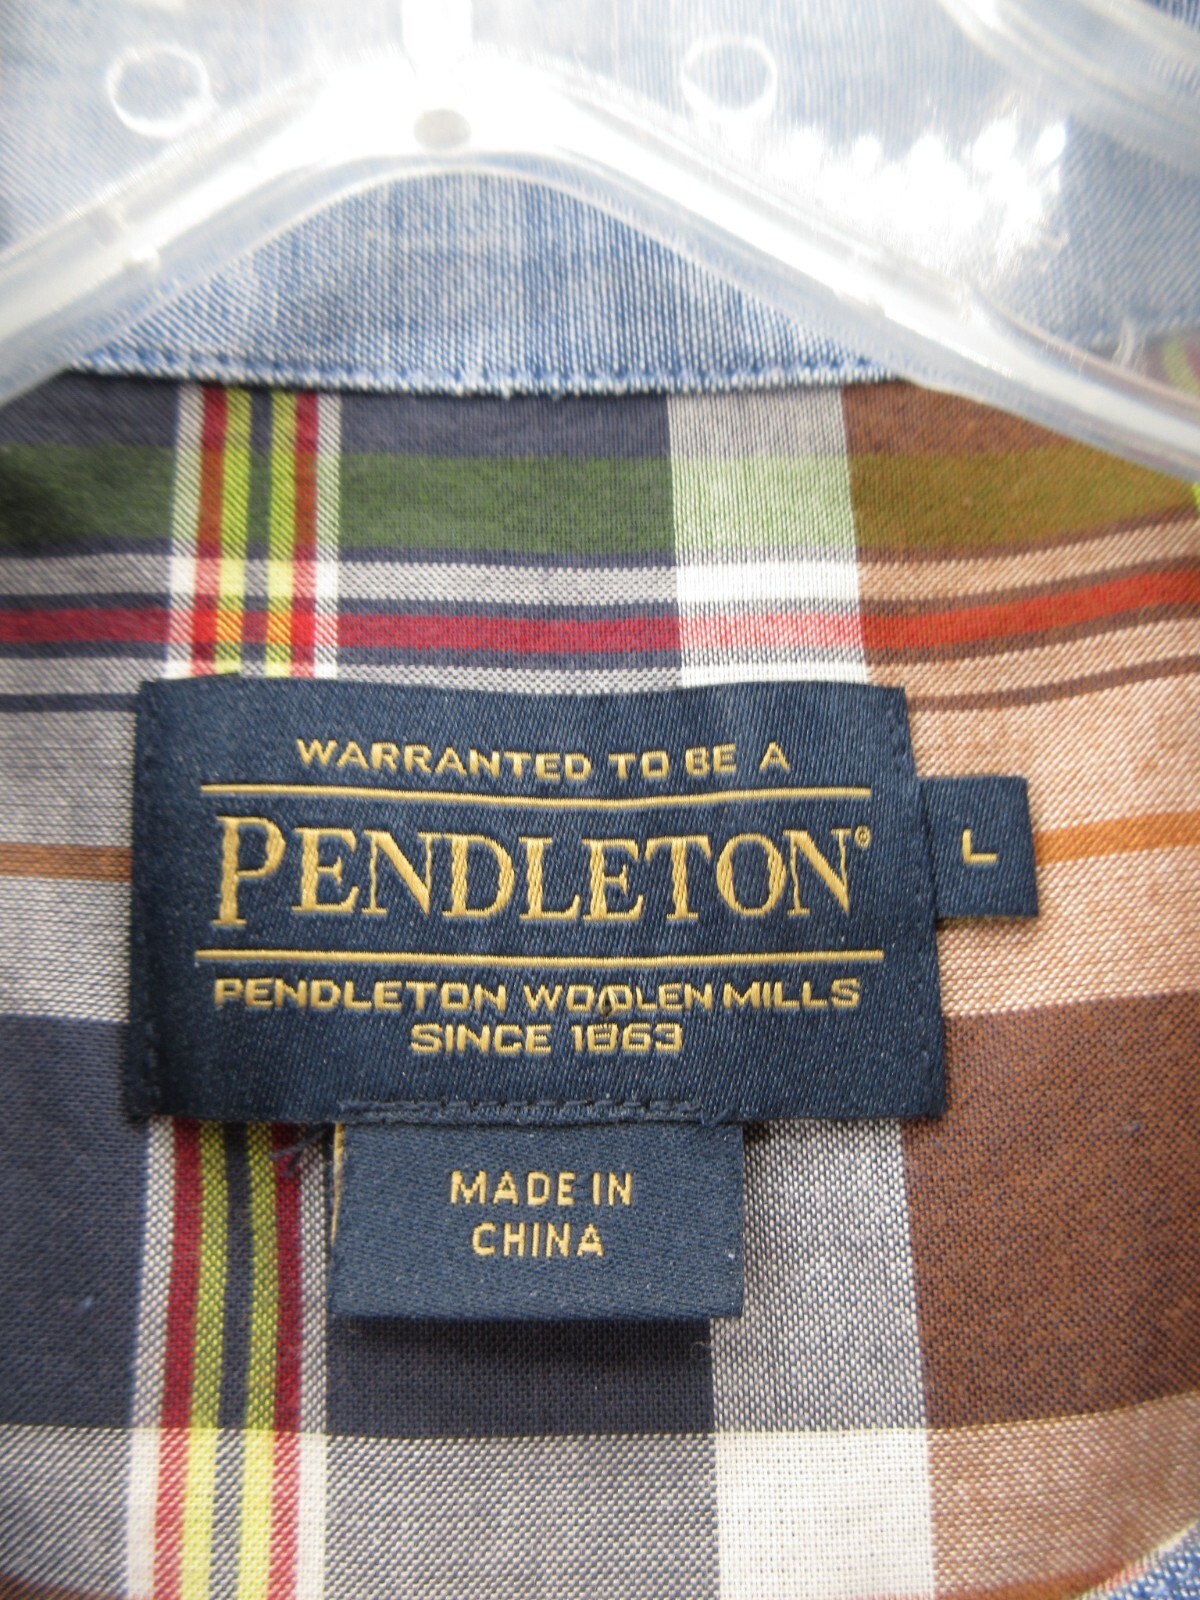 WARRANTED TO BE A
PENDLETON®
L
PENDLETON WOOLEN MILLS
SINCE 1863
MADE IN
CHINA